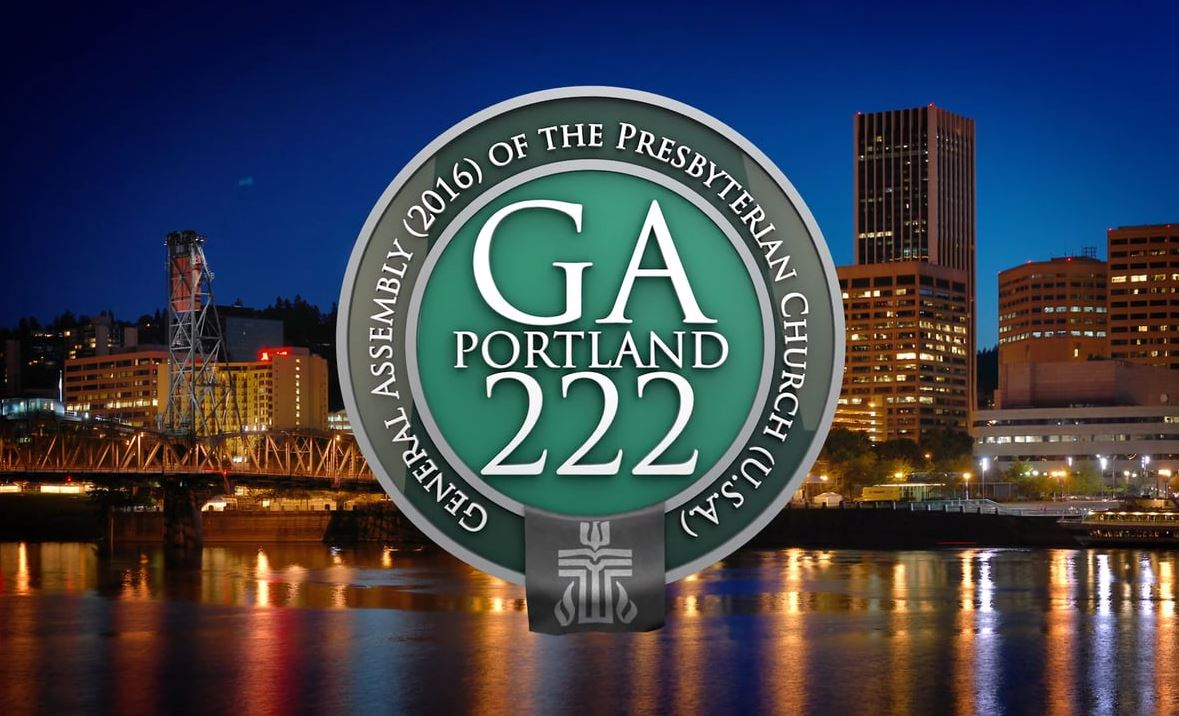 GENERAL ASSEMBLY (2016) OF THE PRESBYTERIAN CHURCH (U.S.A.)
GA
PORTLAND
222